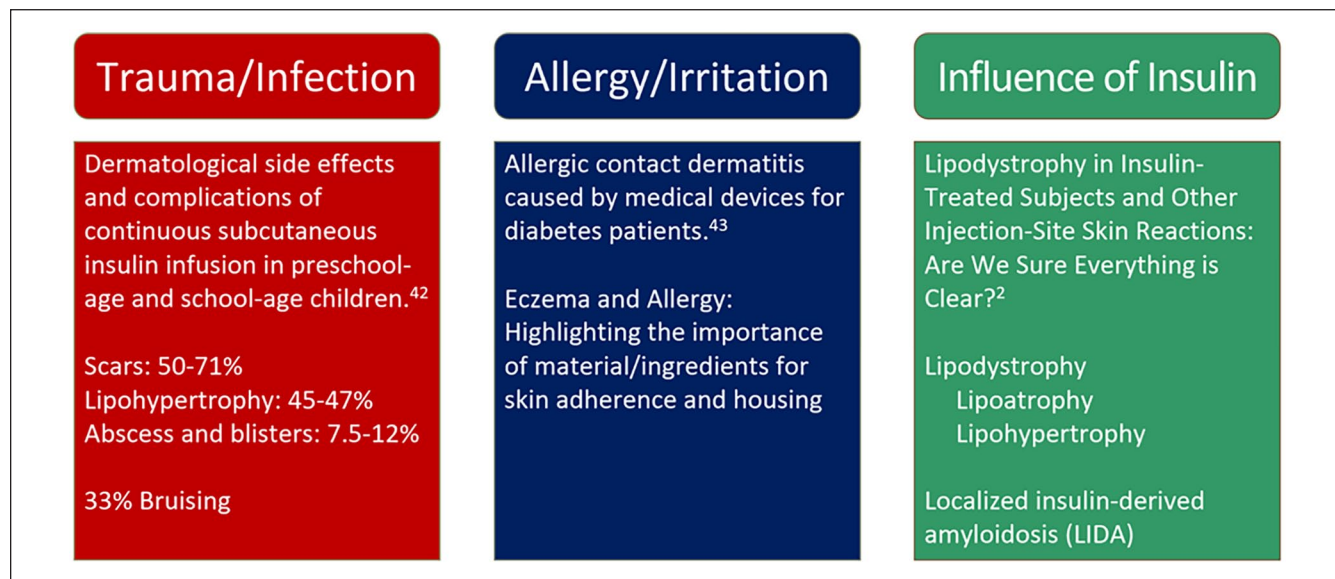 Trauma/Infection
Dermatological side effects
and complications of
continuous subcutaneous
insulin infusion in preschool-
age and school-age children.42
Scars: 50-71%
Lipohypertrophy: 45-47%
Abscess and blisters: 7.5-12%
33% Bruising
Allergy/Irritation
Allergic contact dermatitis
caused by medical devices for
diabetes patients.43
Eczema and Allergy:
Highlighting the importance
of material/ingredients for
skin adherence and housing
Influence of Insulin
Lipodystrophy in Insulin-
Treated Subjects and Other
Injection-Site Skin Reactions:
Are We Sure Everything is
Clear?2
Lipodystrophy
Lipoatrophy
Lipohypertrophy
Localized insulin-derived
amyloidosis (LIDA)